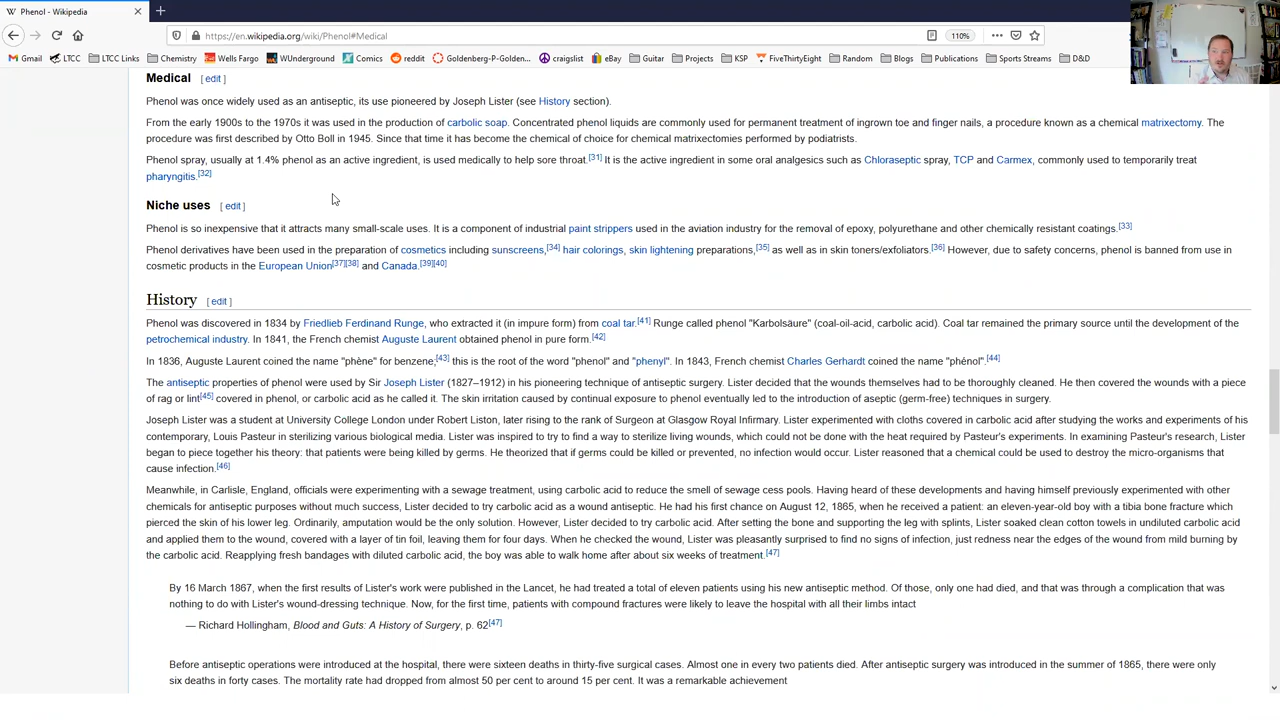 W Phenol - Wikipedia × +
https://en.wikipedia.org/wiki/Phenol#Medical 110%
Gmail LTCC LTCC Links Chemistry Wells Fargo WUnderground Comics reddit Goldenberg-P-Golden... craigslist eBay Guitar Projects KSP FiveThirtyEight Random Blogs Publications Sports Streams D&D
Medical [ edit ]
Phenol was once widely used as an antiseptic, its use pioneered by Joseph Lister (see History section).
From the early 1900s to the 1970s it was used in the production of carbolic soap. Concentrated phenol liquids are commonly used for permanent treatment of ingrown toe and finger nails, a procedure known as a chemical matrixectomy. The
procedure was first described by Otto Boll in 1945. Since that time it has become the chemical of choice for chemical matrixectomies performed by podiatrists.
Phenol spray, usually at 1.4% phenol as an active ingredient, is used medically to help sore throat.[31] It is the active ingredient in some oral analgesics such as Chloraseptic spray, TCP and Carmex, commonly used to temporarily treat
pharyngitis.[32]
Niche uses [ edit ]
Phenol is so inexpensive that it attracts many small-scale uses. It is a component of industrial paint strippers used in the aviation industry for the removal of epoxy, polyurethane and other chemically resistant coatings.[33]
Phenol derivatives have been used in the preparation of cosmetics including sunscreens,[34] hair colorings, skin lightening preparations,[35] as well as in skin toners/exfoliators.[36] However, due to safety concerns, phenol is banned from use in
cosmetic products in the European Union[37][38] and Canada.[39][40]
History [ edit ]
Phenol was discovered in 1834 by Friedlieb Ferdinand Runge, who extracted it (in impure form) from coal tar.[41] Runge called phenol "Karbolsäure" (coal-oil-acid, carbolic acid). Coal tar remained the primary source until the development of the
petrochemical industry. In 1841, the French chemist Auguste Laurent obtained phenol in pure form.[42]
In 1836, Auguste Laurent coined the name "phène" for benzene;[43] this is the root of the word "phenol" and "phenyl". In 1843, French chemist Charles Gerhardt coined the name "phénol".[44]
The antiseptic properties of phenol were used by Sir Joseph Lister (1827–1912) in his pioneering technique of antiseptic surgery. Lister decided that the wounds themselves had to be thoroughly cleaned. He then covered the wounds with a piece
of rag or lint[45] covered in phenol, or carbolic acid as he called it. The skin irritation caused by continual exposure to phenol eventually led to the introduction of aseptic (germ-free) techniques in surgery.
Joseph Lister was a student at University College London under Robert Liston, later rising to the rank of Surgeon at Glasgow Royal Infirmary. Lister experimented with cloths covered in carbolic acid after studying the works and experiments of his
contemporary, Louis Pasteur in sterilizing various biological media. Lister was inspired to try to find a way to sterilize living wounds, which could not be done with the heat required by Pasteur's experiments. In examining Pasteur's research, Lister
began to piece together his theory: that patients were being killed by germs. He theorized that if germs could be killed or prevented, no infection would occur. Lister reasoned that a chemical could be used to destroy the micro-organisms that
cause infection.[46]
Meanwhile, in Carlisle, England, officials were experimenting with a sewage treatment, using carbolic acid to reduce the smell of sewage cess pools. Having heard of these developments and having himself previously experimented with other
chemicals for antiseptic purposes without much success, Lister decided to try carbolic acid as a wound antiseptic. He had his first chance on August 12, 1865, when he received a patient: an eleven-year-old boy with a tibia bone fracture which
pierced the skin of his lower leg. Ordinarily, amputation would be the only solution. However, Lister decided to try carbolic acid. After setting the bone and supporting the leg with splints, Lister soaked clean cotton towels in undiluted carbolic acid
and applied them to the wound, covered with a layer of tin foil, leaving them for four days. When he checked the wound, Lister was pleasantly surprised to find no signs of infection, just redness near the edges of the wound from mild burning by
the carbolic acid. Reapplying fresh bandages with diluted carbolic acid, the boy was able to walk home after about six weeks of treatment.[47]
By 16 March 1867, when the first results of Lister's work were published in the Lancet, he had treated a total of eleven patients using his new antiseptic method. Of those, only one had died, and that was through a complication that was
nothing to do with Lister's wound-dressing technique. Now, for the first time, patients with compound fractures were likely to leave the hospital with all their limbs intact
— Richard Hollingham, Blood and Guts: A History of Surgery, p. 62[47]
Before antiseptic operations were introduced at the hospital, there were sixteen deaths in thirty-five surgical cases. Almost one in every two patients died. After antiseptic surgery was introduced in the summer of 1865, there were only
six deaths in forty cases. The mortality rate had dropped from almost 50 per cent to around 15 per cent. It was a remarkable achievement